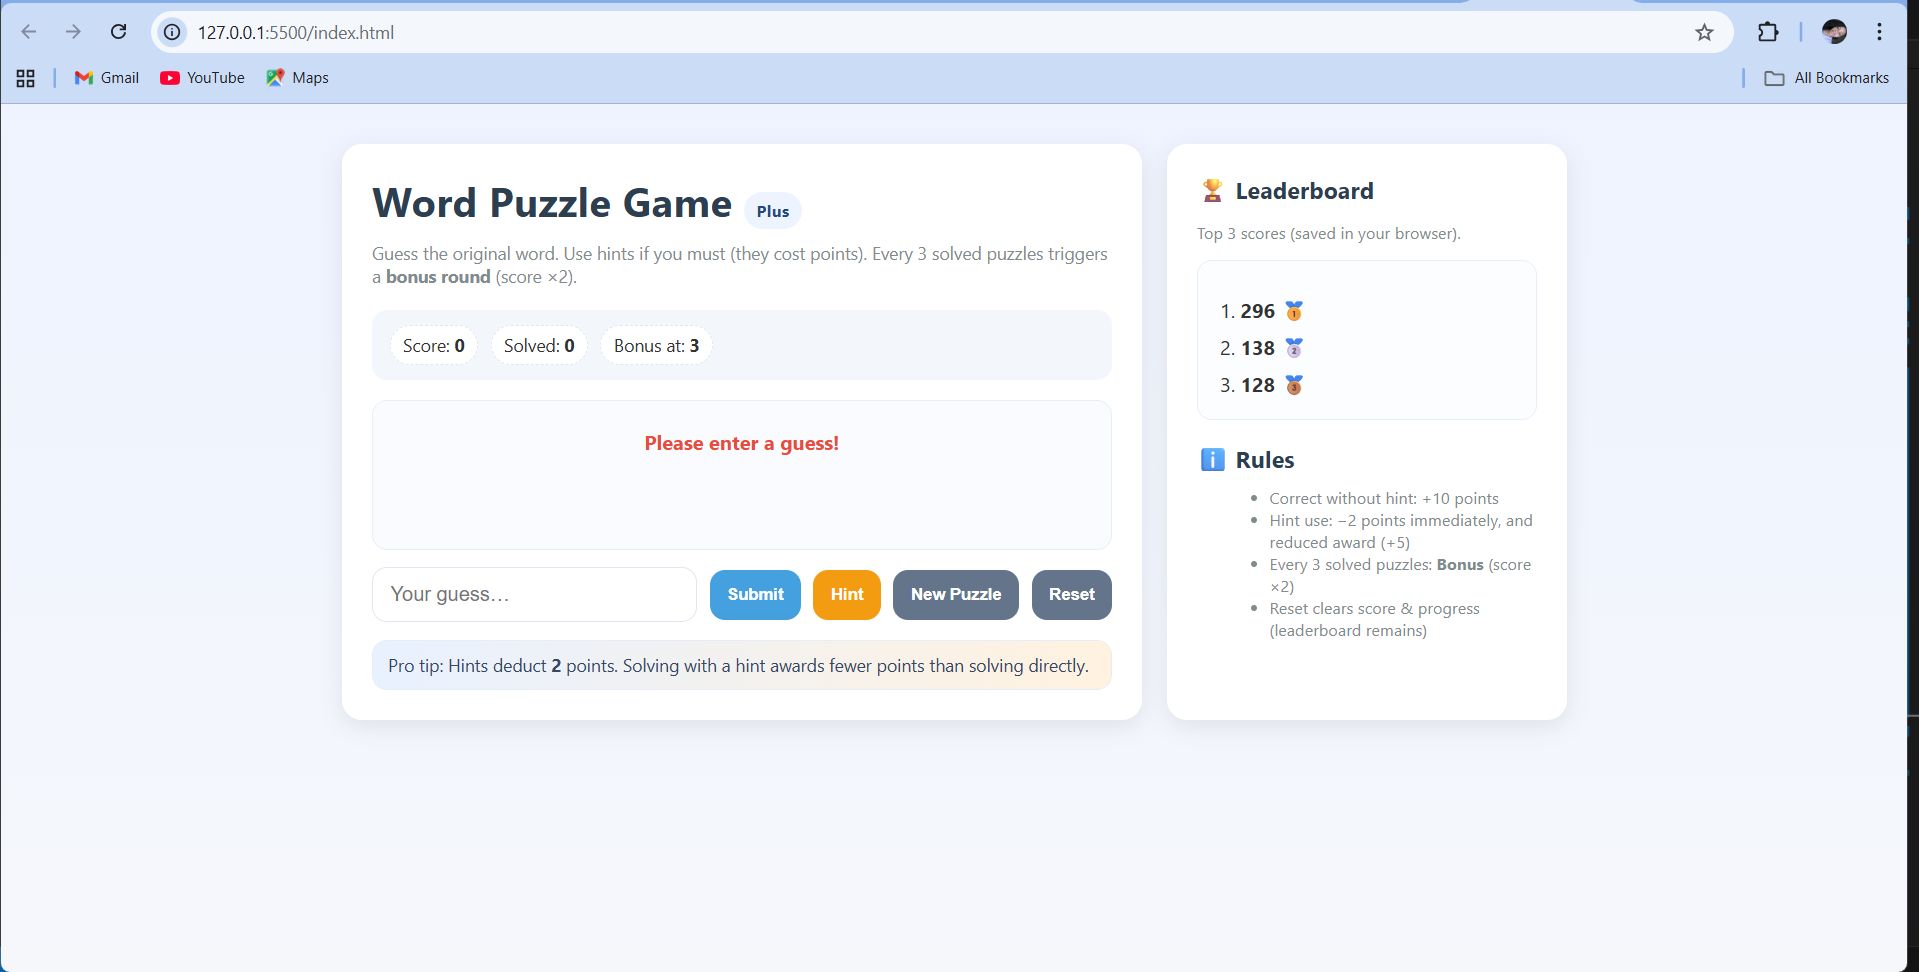 127.0.0.1:5500/index.html
Gmail YouTube Maps All Bookmarks
Word Puzzle Game Plus
Guess the original word. Use hints if you must (they cost points). Every 3 solved puzzles triggers
a bonus round (score ×2).
Score: 0 Solved: 0 Bonus at: 3
Please enter a guess!
Your guess… Submit Hint New Puzzle Reset
Pro tip: Hints deduct 2 points. Solving with a hint awards fewer points than solving directly.
🏆 Leaderboard
Top 3 scores (saved in your browser).
1. 296 🥇
2. 138 🥈
3. 128 🥉
ℹ️ Rules
• Correct without hint: +10 points
• Hint use: −2 points immediately, and
reduced award (+5)
• Every 3 solved puzzles: Bonus (score
×2)
• Reset clears score & progress
(leaderboard remains)